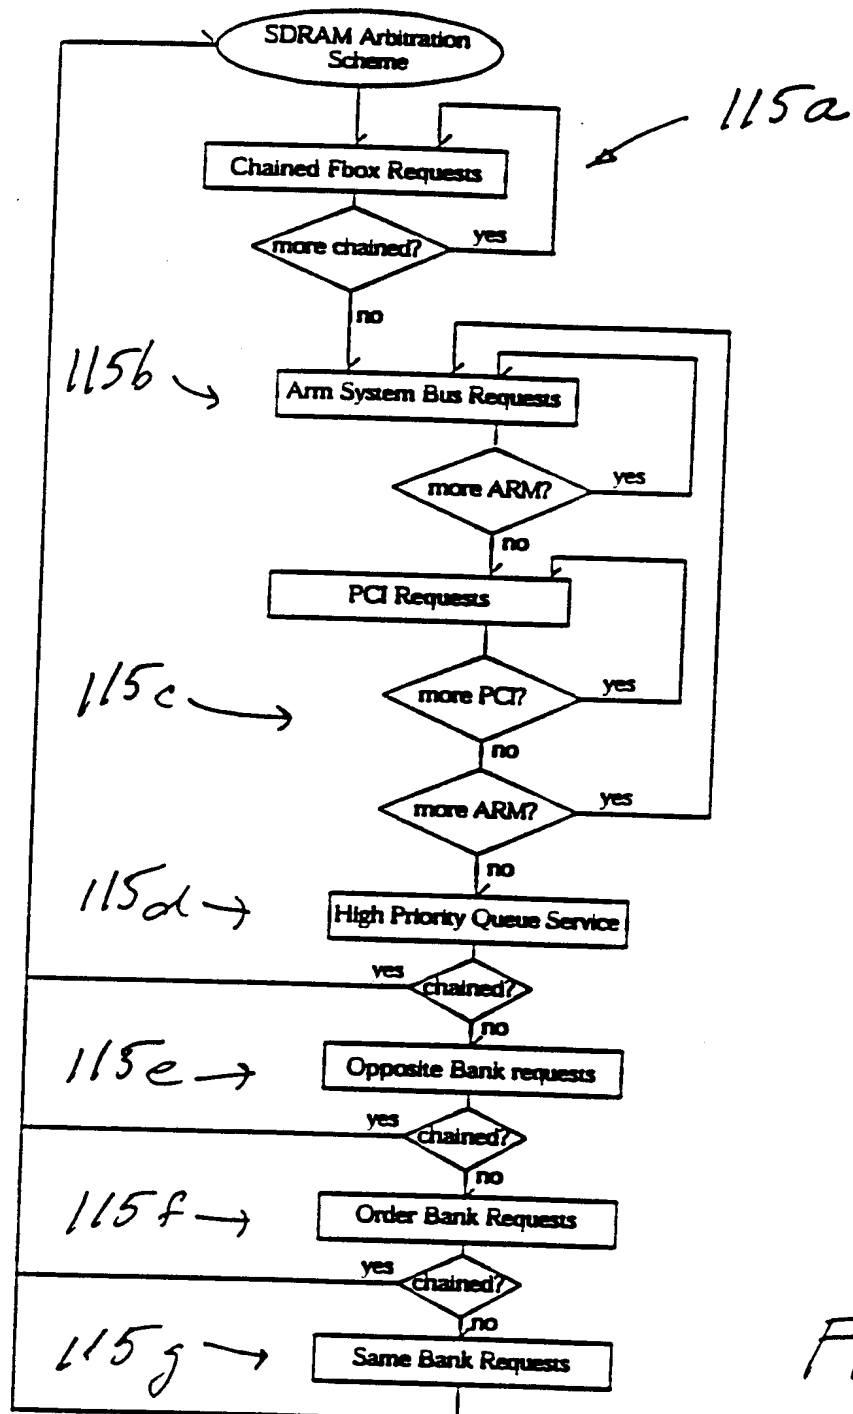 SDRAM Arbitration
Scheme
115a
Chained Fbox Requests
more chained?
yes
no
115b
Arm System Bus Requests
more ARM?
yes
no
PCI Requests
115c
more PCI?
yes
no
more ARM?
yes
no
115d
High Priority Queue Service
yes
chained?
no
115e
Opposite Bank requests
yes
chained?
no
115f
Order Bank Requests
yes
chained?
no
115g
Same Bank Requests